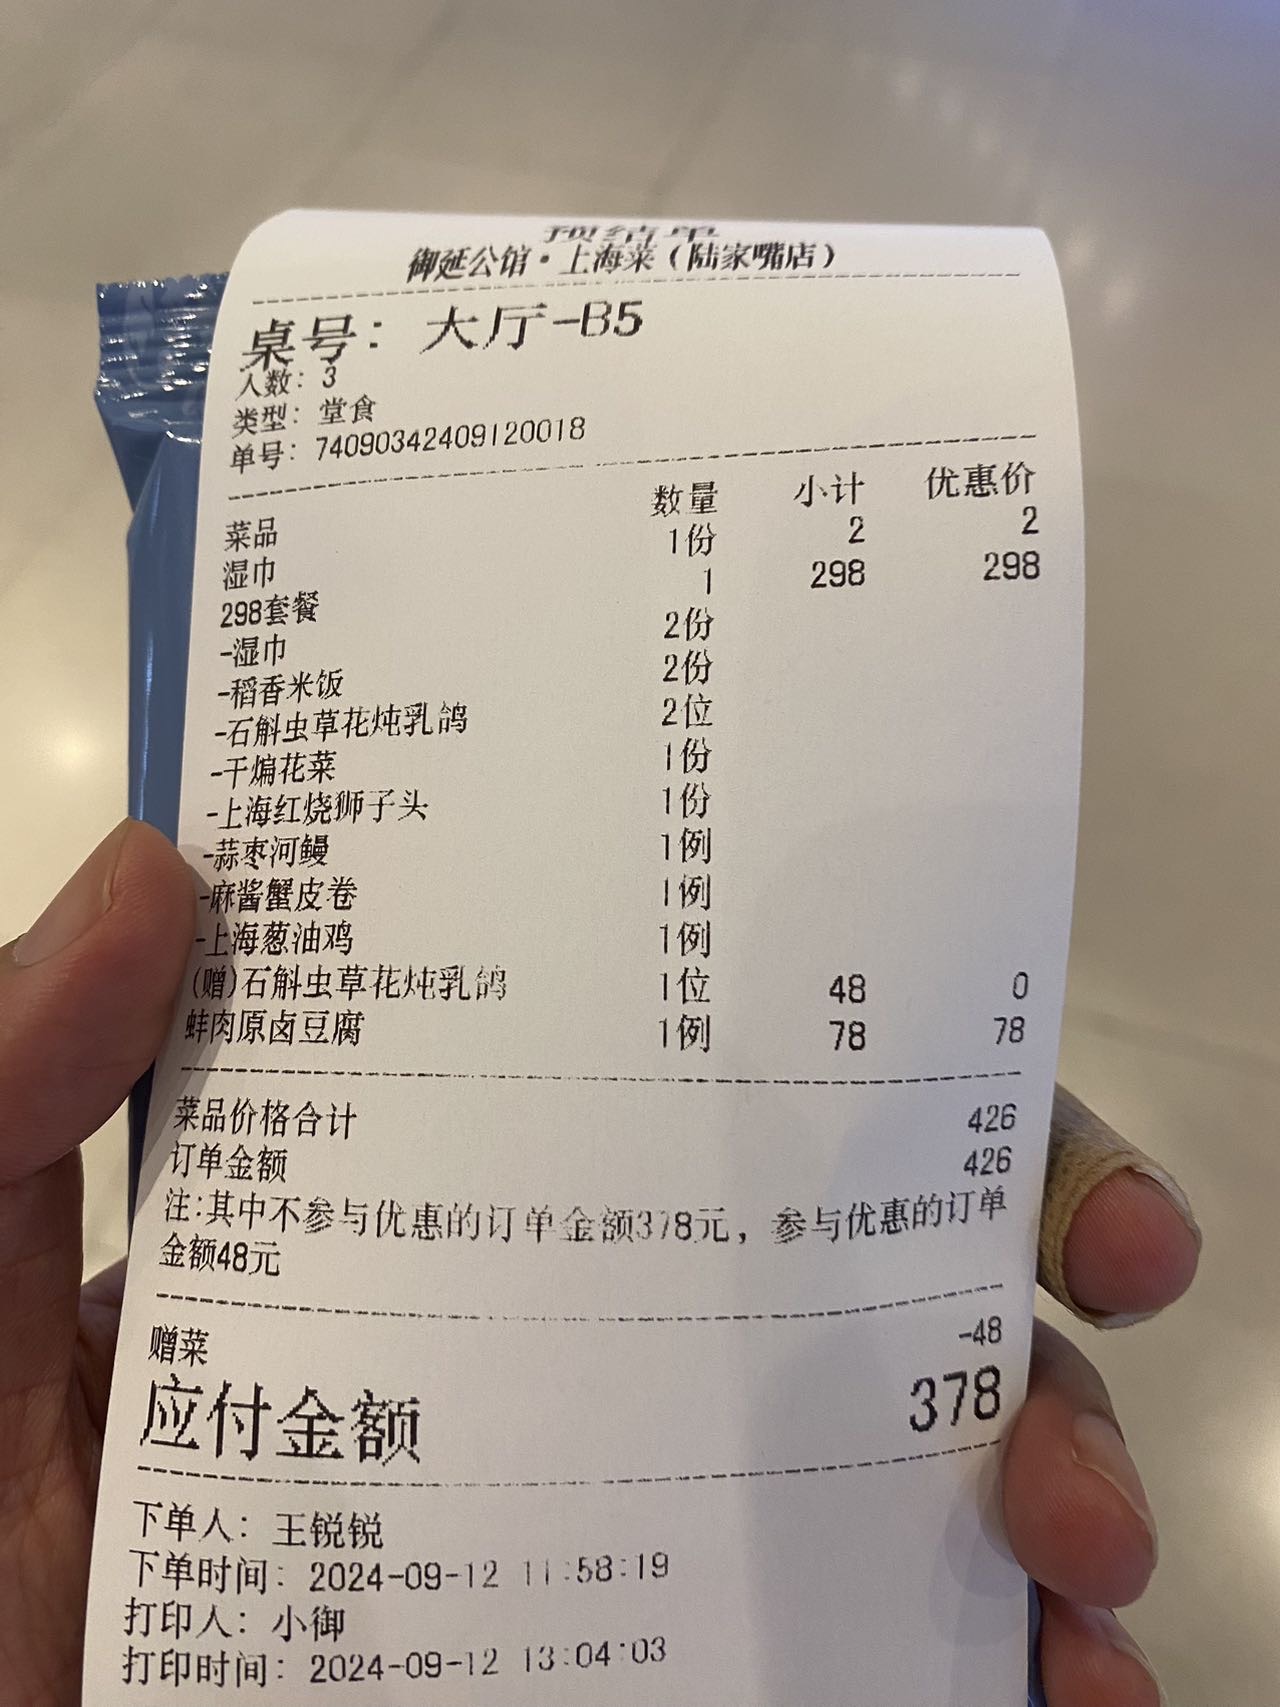 预结单
御延公馆·上海菜(陆家嘴店)
桌号: 大厅-B5
人数: 3
类型: 堂食
单号: 74090342409120018
菜品 数量 小计 优惠价
湿巾 1份 2 2
298套餐 1 298 298
-湿巾 2份
-稻香米饭 2份
-石斛虫草花炖乳鸽 2位
-干煸花菜 1份
-上海红烧狮子头 1份
-蒜枣河鳗 1例
-麻酱蟹皮卷 1例
-上海葱油鸡 1例
(赠)石斛虫草花炖乳鸽 1位 48 0
蚌肉原卤豆腐 1例 78 78
菜品价格合计 426
订单金额 426
注:其中不参与优惠的订单金额378元, 参与优惠的订单
金额48元
赠菜 -48
应付金额 378
下单人: 王锐锐
下单时间: 2024-09-12 11:58:19
打印人: 小御
打印时间: 2024-09-12 13:04:03